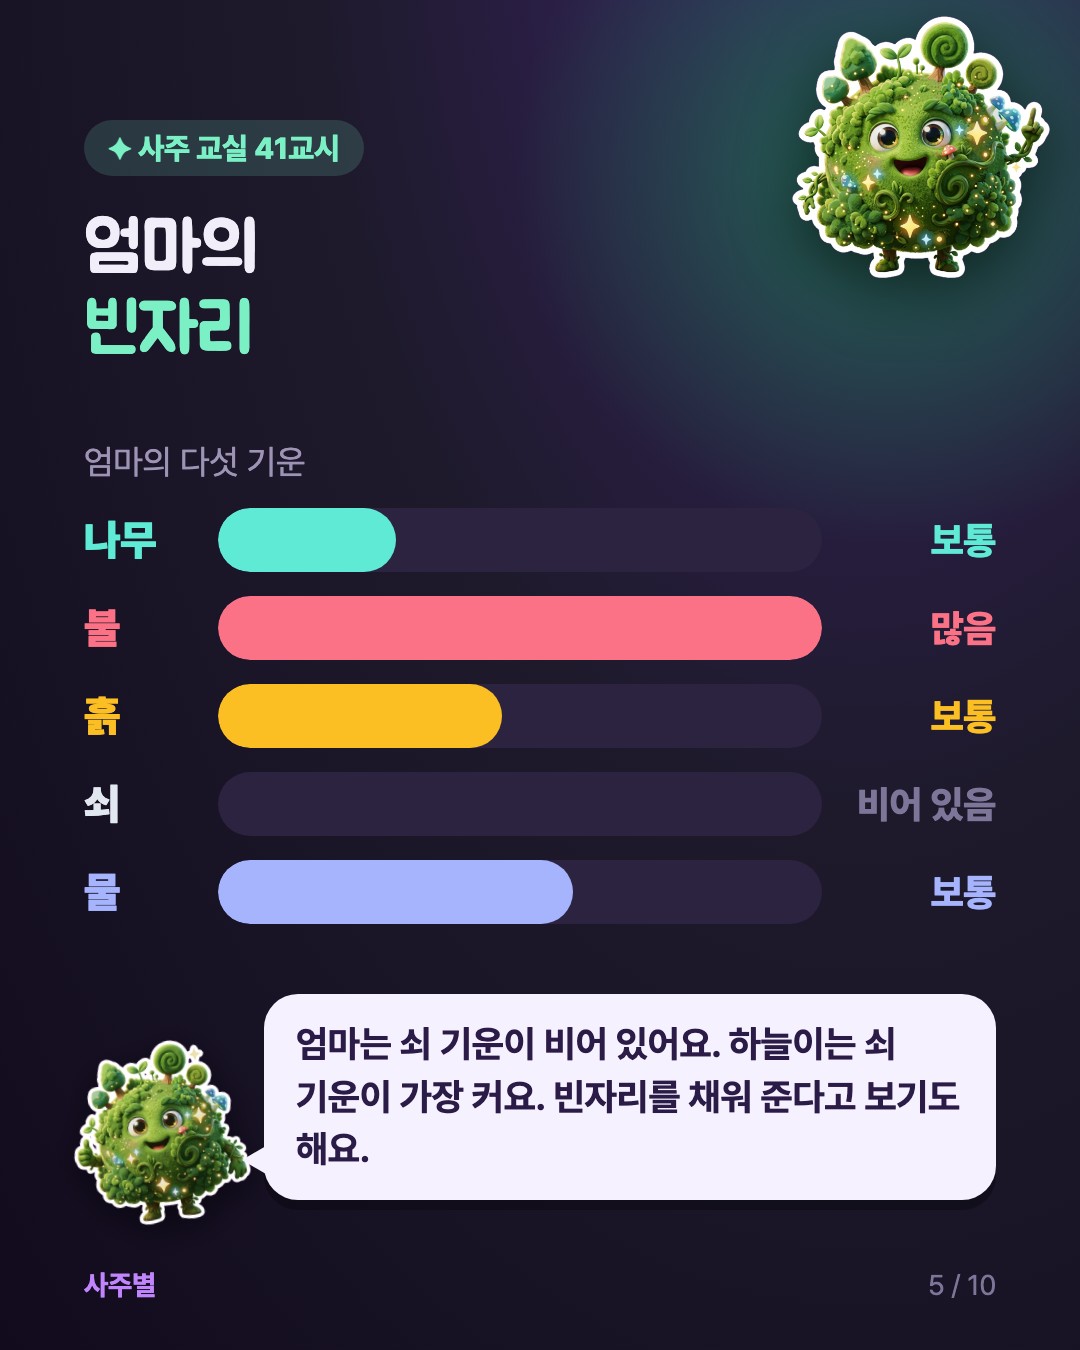 ✦ 사주 교실 41교시
엄마의
빈자리
엄마의 다섯 기운
나무 보통
불 많음
흙 보통
쇠 비어 있음
물 보통
엄마는 쇠 기운이 비어 있어요. 하늘이는 쇠
기운이 가장 커요. 빈자리를 채워 준다고 보기도
해요.
사주별 5 / 10